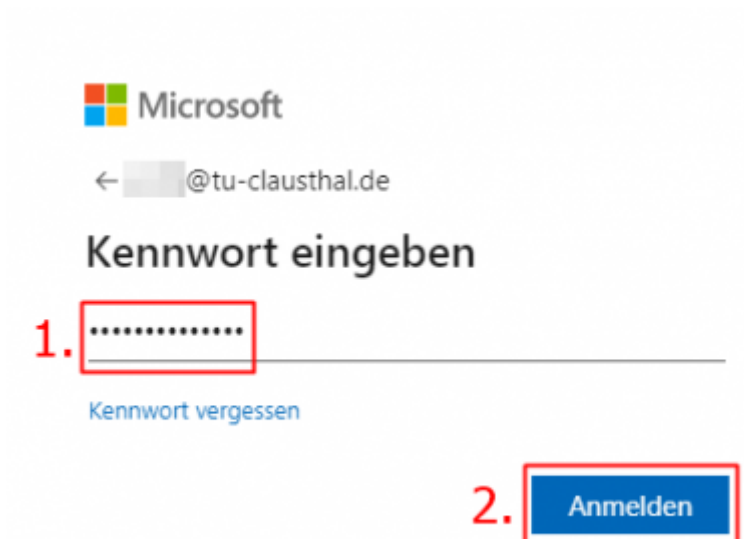 Microsoft
← @tu-clausthal.de
Kennwort eingeben
1. ••••••••••••••
Kennwort vergessen
2. Anmelden